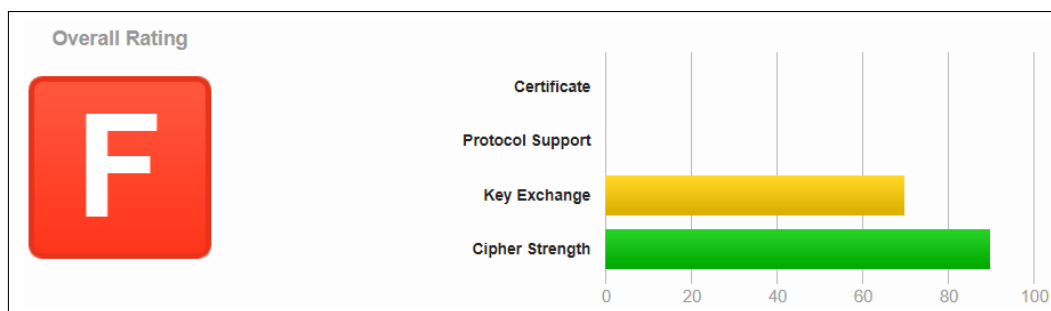 Overall Rating
F
Certificate
Protocol Support
Key Exchange
Cipher Strength
0 20 40 60 80 100